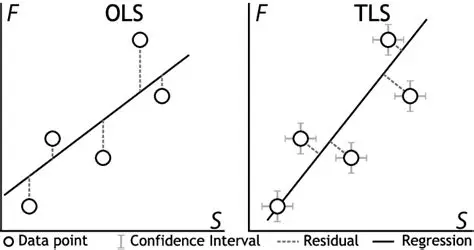 F OLS
S
F TLS
S
Data point Confidence Interval Residual Regression